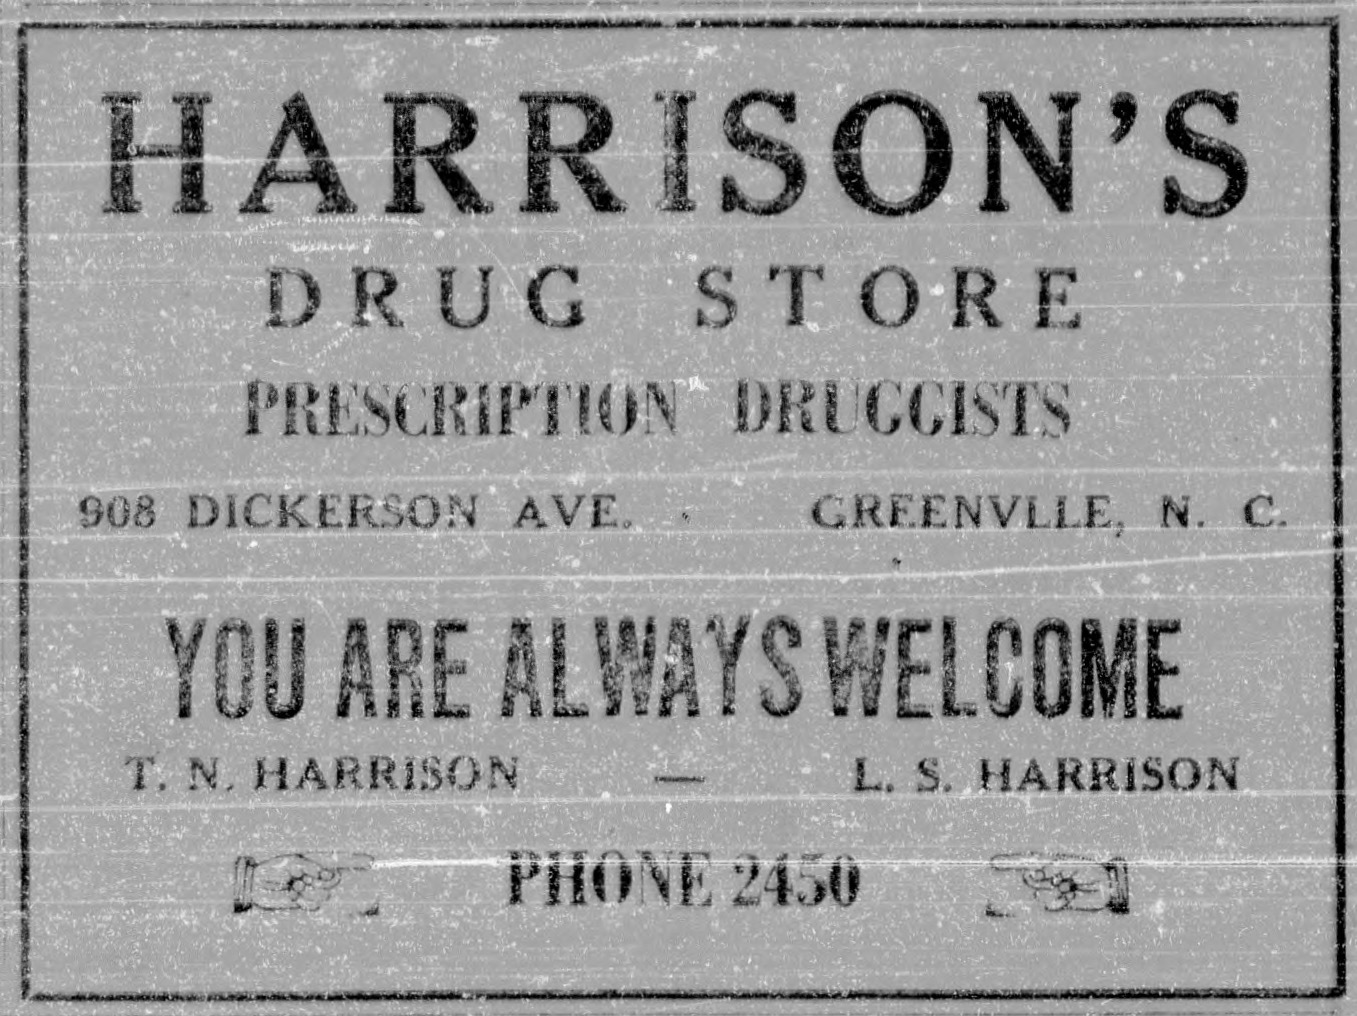 HARRISON'S
DRUG STORE
PRESCRIPTION DRUGGISTS
908 DICKERSON AVE. GREENVLLE, N. C.
YOU ARE ALWAYS WELCOME
T. N. HARRISON — L. S. HARRISON
PHONE 2450